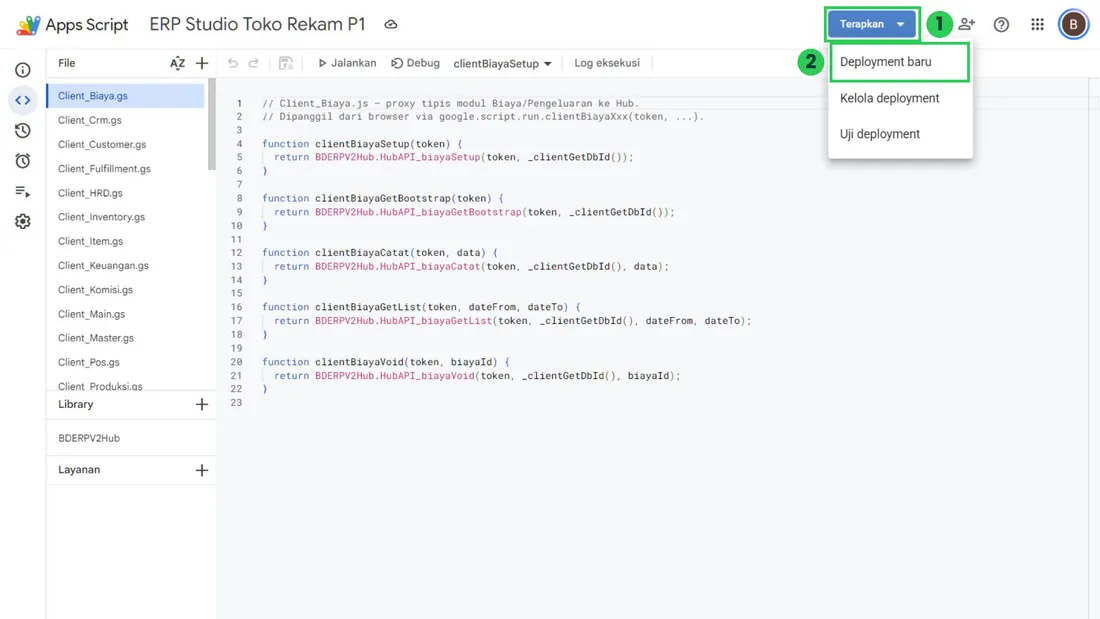 Apps Script ERP Studio Toko Rekam P1 Terapkan 1 B
2 Deployment baru
Kelola deployment
Uji deployment
File AZ
Jalankan Debug clientBiayaSetup Log eksekusi
Client_Biaya.gs
Client_Crm.gs
Client_Customer.gs
Client_Fulfillment.gs
Client_HRD.gs
Client_Inventory.gs
Client_Item.gs
Client_Keuangan.gs
Client_Komisi.gs
Client_Main.gs
Client_Master.gs
Client_Pos.gs
Client_Produksi.gs
Library
BDERPV2Hub
Layanan
1 // Client_Biaya.js — proxy tipis modul Biaya/Pengeluaran ke Hub.
2 // Dipanggil dari browser via google.script.run.clientBiayaXxx(token, ...).
3
4 function clientBiayaSetup(token) {
5 return BDERPV2Hub.HubAPI_biayaSetup(token, _clientGetDbId());
6 }
7
8 function clientBiayaGetBootstrap(token) {
9 return BDERPV2Hub.HubAPI_biayaGetBootstrap(token, _clientGetDbId());
10 }
11
12 function clientBiayaCatat(token, data) {
13 return BDERPV2Hub.HubAPI_biayaCatat(token, _clientGetDbId(), data);
14 }
15
16 function clientBiayaGetList(token, dateFrom, dateTo) {
17 return BDERPV2Hub.HubAPI_biayaGetList(token, _clientGetDbId(), dateFrom, dateTo);
18 }
19
20 function clientBiayaVoid(token, biayaId) {
21 return BDERPV2Hub.HubAPI_biayaVoid(token, _clientGetDbId(), biayaId);
22 }
23